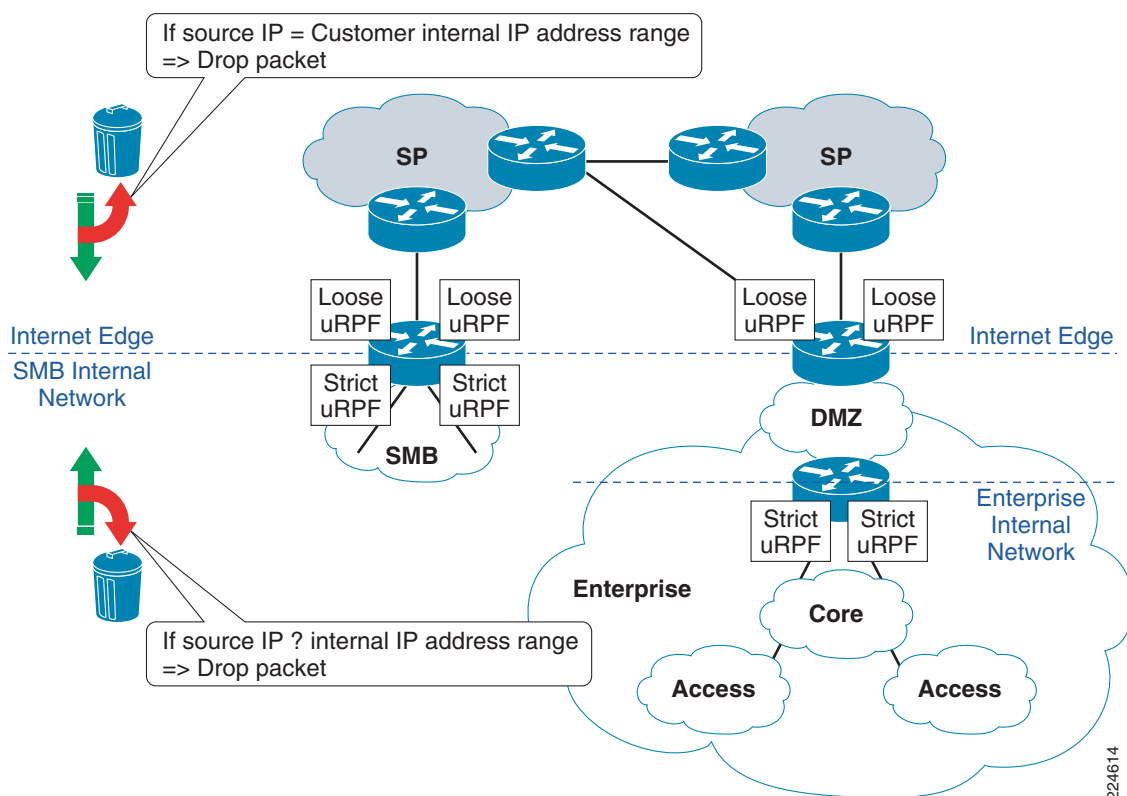 If source IP = Customer internal IP address range
=> Drop packet
SP
SP
Loose
uRPF
Loose
uRPF
Loose
uRPF
Loose
uRPF
Internet Edge
Internet Edge
SMB Internal
Network
Strict
uRPF
Strict
uRPF
SMB
DMZ
Enterprise
Internal
Network
Strict
uRPF
Strict
uRPF
Enterprise
Core
If source IP ? internal IP address range
=> Drop packet
Access
Access
224614